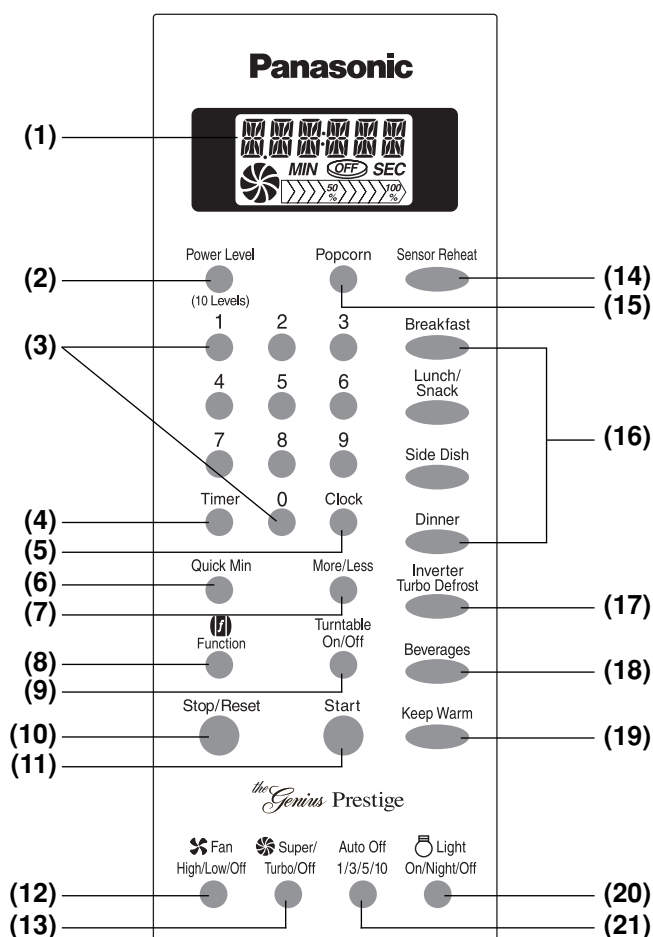 Panasonic
(1)
MIN OFF SEC
50 % 100 %
Power Level
Popcorn
Sensor Reheat
(2)
(14)
(10 Levels)
(15)
1 2 3
Breakfast
(3)
4 5 6
Lunch/
Snack
(16)
7 8 9
Side Dish
Timer
0
Clock
Dinner
(4)
(5)
Quick Min
More/Less
Inverter
Turbo Defrost
(6)
(7)
(17)
Function
Turntable
On/Off
Beverages
(8)
(9)
(18)
Stop/Reset
Start
Keep Warm
(10)
(11)
(19)
the Genius Prestige
Fan
High/Low/Off
Super/
Turbo/Off
Auto Off
1/3/5/10
Light
On/Night/Off
(12)
(13)
(20)
(21)